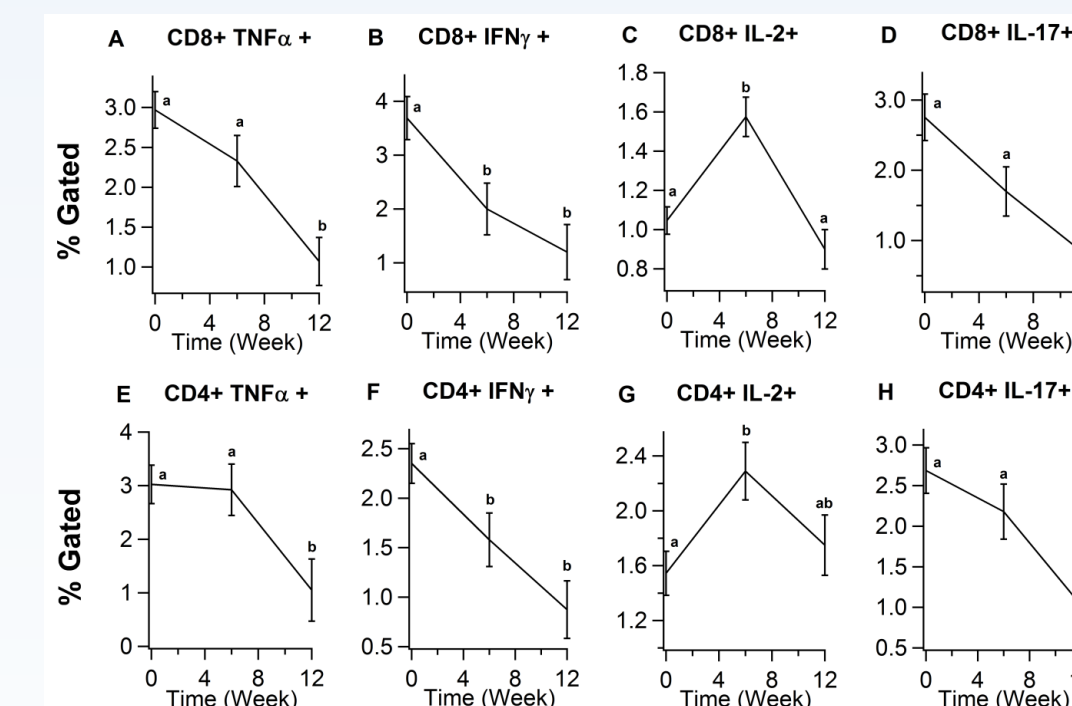 A CD8+ TNFα +
B CD8+ IFNγ +
C CD8+ IL-2+
D CD8+ IL-17+
% Gated
3.0
2.5
2.0
1.5
1.0
a
a
b
0 4 8 12
Time (Week)
4
3
2
1
a
b
b
0 4 8 12
Time (Week)
1.8
1.6
1.4
1.2
1.0
0.8
a
b
a
0 4 8 12
Time (Week)
3.0
2.0
1.0
a
a
0 4 8
Time (Week)
E CD4+ TNFα +
F CD4+ IFNγ +
G CD4+ IL-2+
H CD4+ IL-17+
% Gated
4
3
2
1
0
a
a
b
0 4 8 12
Time (Week)
2.5
2.0
1.5
1.0
0.5
a
b
b
0 4 8 12
Time (Week)
2.4
2.0
1.6
1.2
a
b
ab
0 4 8 12
Time (Week)
3.0
2.5
2.0
1.5
1.0
0.5
a
a
0 4 8
Time (Week)